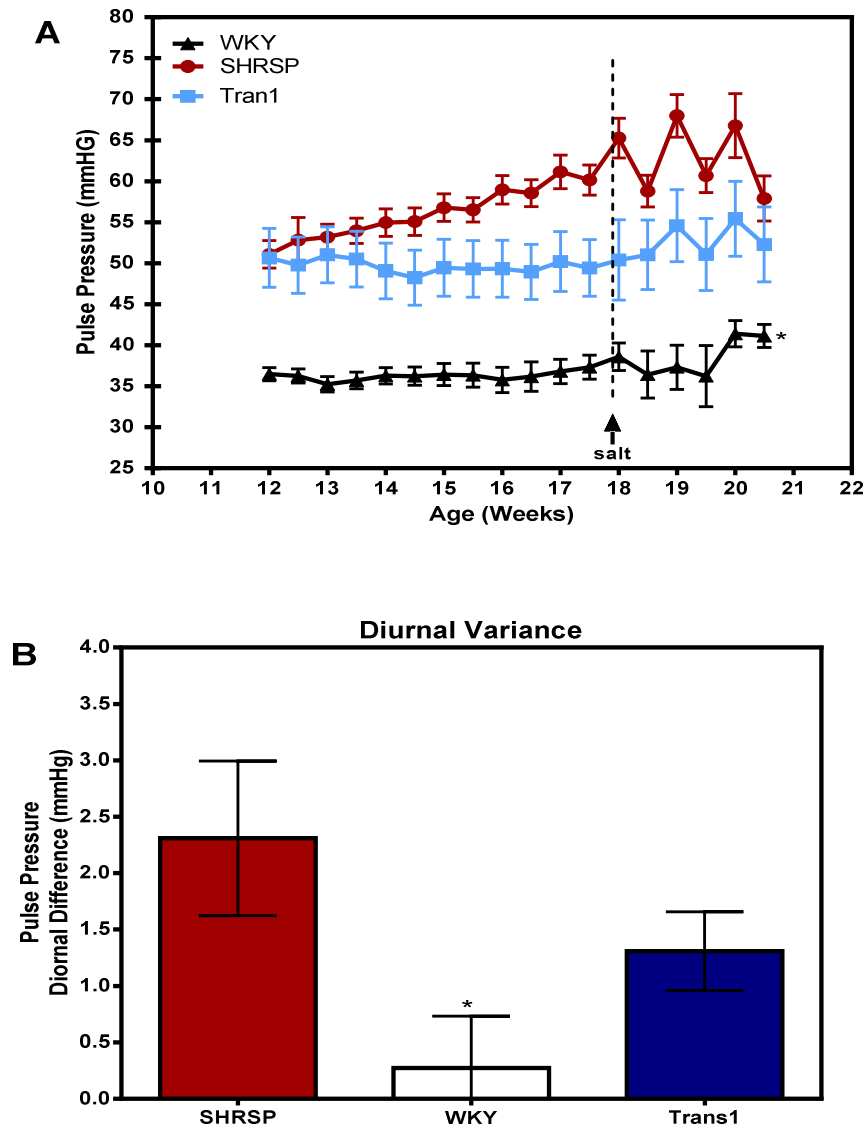 A
WKY
SHRSP
Tran1
Pulse Pressure (mmHG)
80
75
70
65
60
55
50
45
40
35
30
25
*
salt
10 11 12 13 14 15 16 17 18 19 20 21 22
Age (Weeks)
B
Diurnal Variance
Pulse Pressure
Diornal Difference (mmHg)
4.0
3.5
3.0
2.5
2.0
1.5
1.0
0.5
0.0
*
SHRSP WKY Trans1